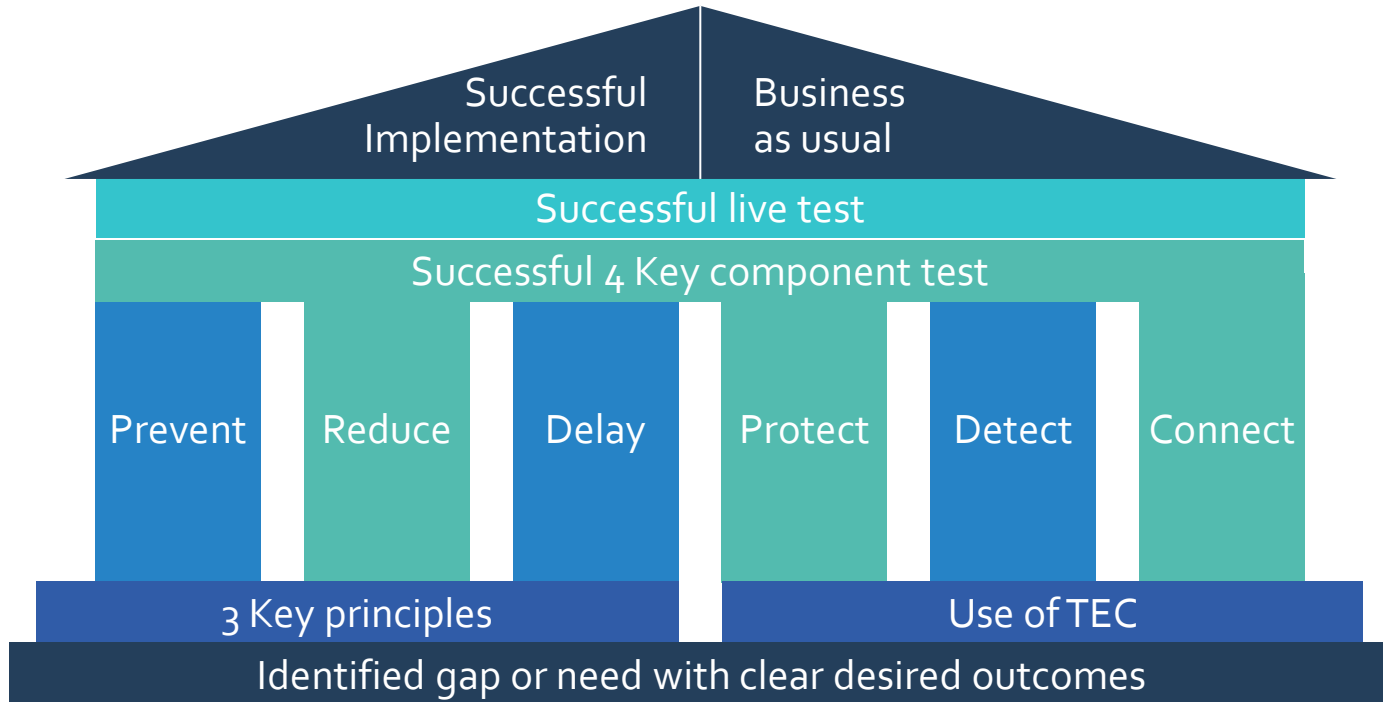 Successful
Implementation
Business
as usual
Successful live test
Successful 4 Key component test
Prevent
Reduce
Delay
Protect
Detect
Connect
3 Key principles
Use of TEC
Identified gap or need with clear desired outcomes